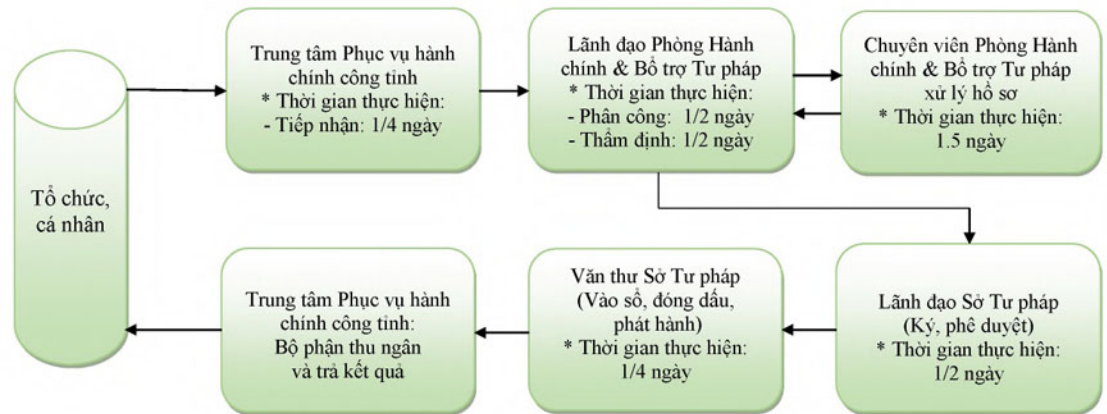 Tổ chức,
cá nhân
Trung tâm Phục vụ hành
chính công tỉnh
* Thời gian thực hiện:
- Tiếp nhận: 1/4 ngày
Lãnh đạo Phòng Hành
chính & Bổ trợ Tư pháp
* Thời gian thực hiện:
- Phân công: 1/2 ngày
- Thẩm định: 1/2 ngày
Chuyên viên Phòng Hành
chính & Bổ trợ Tư pháp
xử lý hồ sơ
* Thời gian thực hiện:
1.5 ngày
Lãnh đạo Sở Tư pháp
(Ký, phê duyệt)
* Thời gian thực hiện:
1/2 ngày
Văn thư Sở Tư pháp
(Vào sổ, đóng dấu,
phát hành)
* Thời gian thực hiện:
1/4 ngày
Trung tâm Phục vụ hành
chính công tỉnh:
Bộ phận thu ngân
và trả kết quả